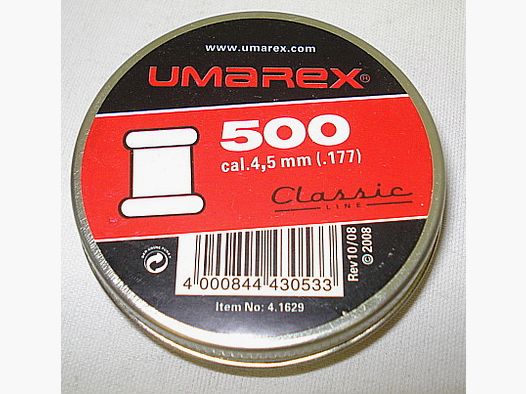 www.umarex.com
UMAREX®
500
cal.4,5 mm (.177)
Classic
LINE
4 000844 430533
Rev10/08
© 2008
Item No: 4.1629